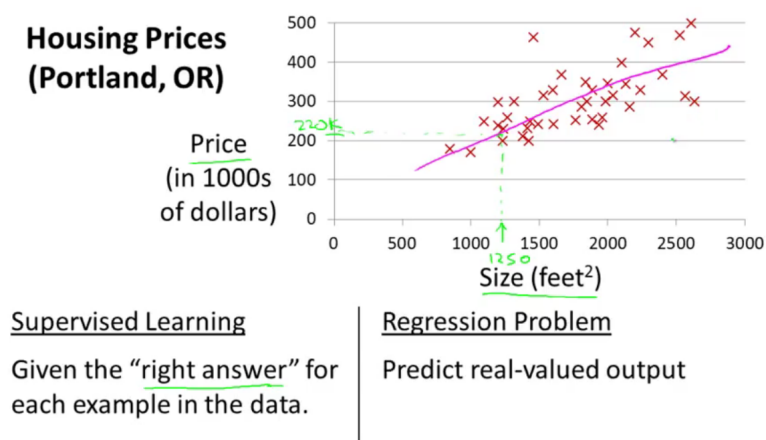 Housing Prices
(Portland, OR)
Price
(in 1000s
of dollars)
500
400
300
220K
200
100
0
0 500 1000 1500 2000 2500 3000
1250
Size (feet²)
Supervised Learning
Given the “right answer” for
each example in the data.
Regression Problem
Predict real-valued output